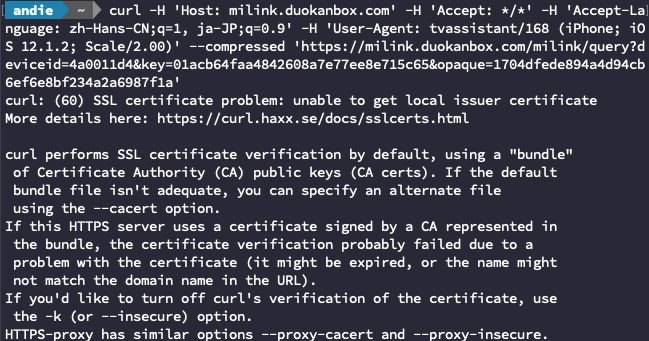 andie ~ curl -H 'Host: milink.duokanbox.com' -H 'Accept: */*' -H 'Accept-La
nguage: zh-Hans-CN;q=1, ja-JP;q=0.9' -H 'User-Agent: tvassistant/168 (iPhone; iO
S 12.1.2; Scale/2.00)' --compressed 'https://milink.duokanbox.com/milink/query?d
eviceid=4a0011d4&key=01acb64faa4842608a7e77ee8e715c65&opaque=1704dfede894a4d94cb
6ef6e8bf234a2a6987f1a'
curl: (60) SSL certificate problem: unable to get local issuer certificate
More details here: https://curl.haxx.se/docs/sslcerts.html
curl performs SSL certificate verification by default, using a "bundle"
of Certificate Authority (CA) public keys (CA certs). If the default
bundle file isn't adequate, you can specify an alternate file
using the --cacert option.
If this HTTPS server uses a certificate signed by a CA represented in
the bundle, the certificate verification probably failed due to a
problem with the certificate (it might be expired, or the name might
not match the domain name in the URL).
If you'd like to turn off curl's verification of the certificate, use
the -k (or --insecure) option.
HTTPS-proxy has similar options --proxy-cacert and --proxy-insecure.